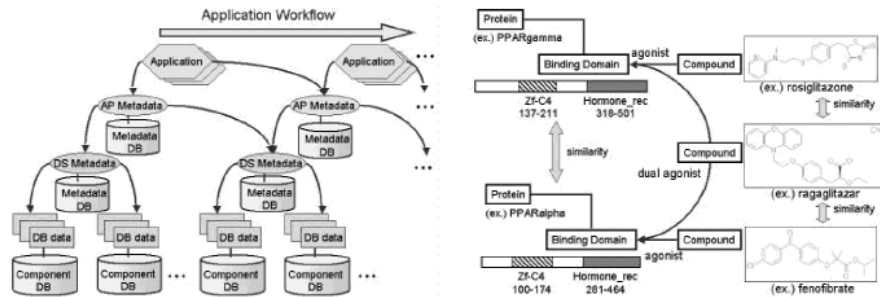 Application Workflow
Application
Application
AP Metadata
AP Metadata
Metadata
DB
Metadata
DB
DS Metadata
DS Metadata
Metadata
DB
Metadata
DB
DB data
DB data
DB data
DB data
Component
DB
Component
DB
Component
DB
Component
DB
Protein
(ex.) PPARgamma
Binding Domain
agonist
Compound
(ex.) rosiglitazone
Zf-C4
137-211
Hormone_rec
318-501
similarity
similarity
Compound
dual agonist
(ex.) ragaglitazar
similarity
Protein
(ex.) PPARalpha
Binding Domain
agonist
Compound
(ex.) fenofibrate
Zf-C4
100-174
Hormone_rec
281-464